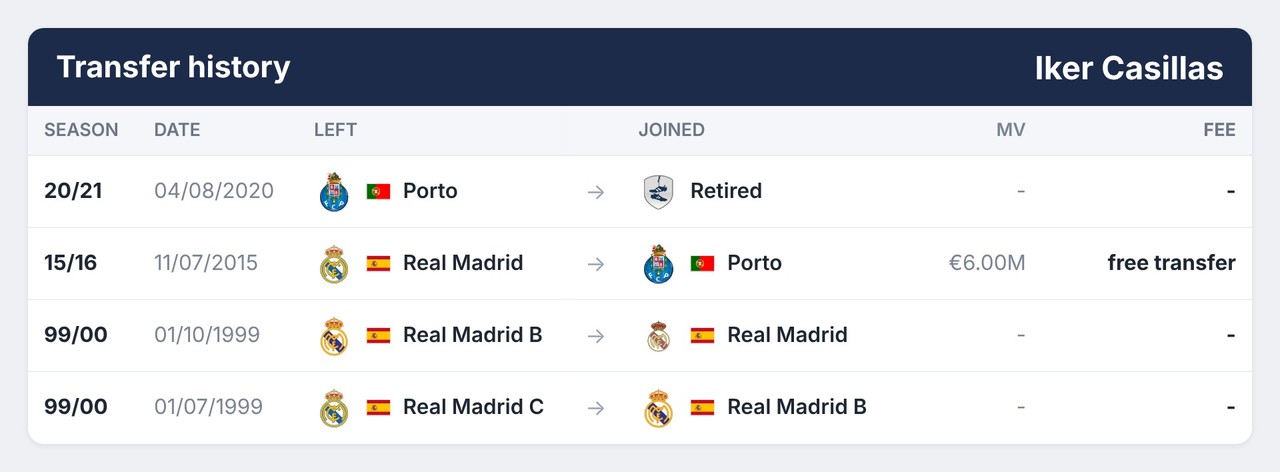 Transfer history Iker Casillas
SEASON DATE LEFT JOINED MV FEE
20/21 04/08/2020 Porto → Retired - -
15/16 11/07/2015 Real Madrid → Porto €6.00M free transfer
99/00 01/10/1999 Real Madrid B → Real Madrid - -
99/00 01/07/1999 Real Madrid C → Real Madrid B - -